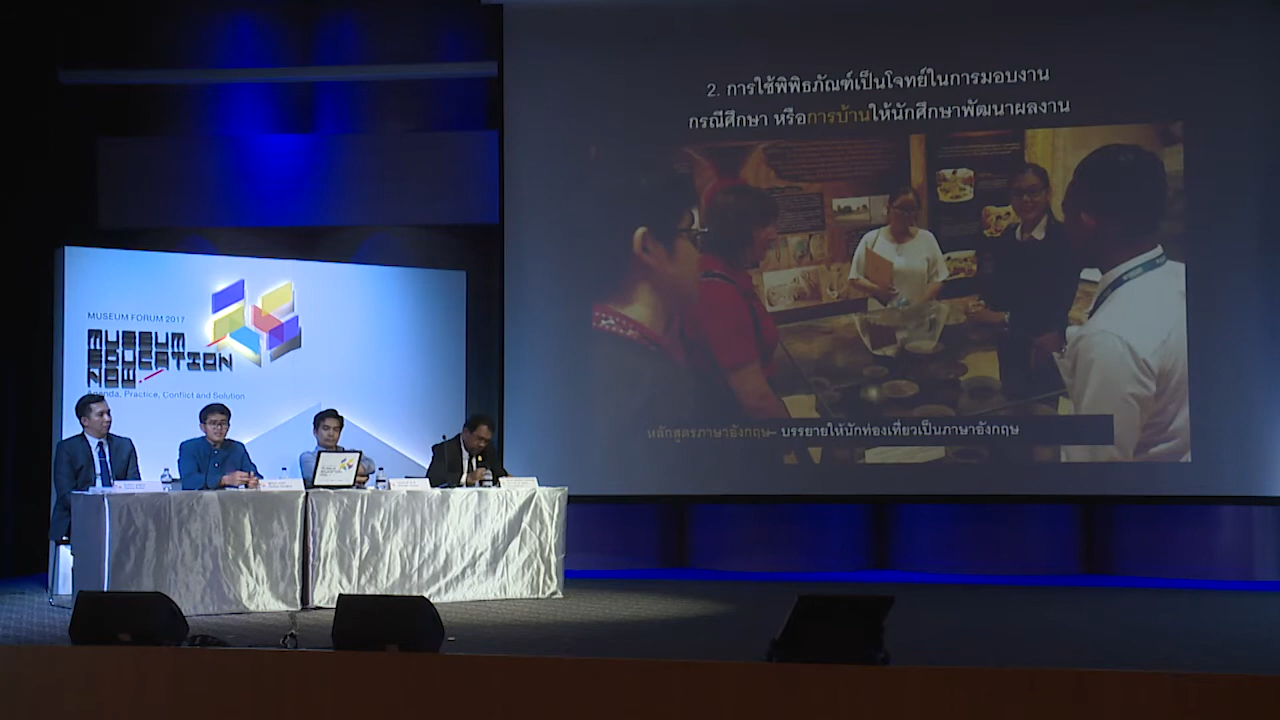 2. การใช้พิพิธภัณฑ์เป็นโจทย์ในการมอบงาน
กรณีศึกษา หรือการบ้านให้นักศึกษาพัฒนาผลงาน
หลักสูตรภาษาอังกฤษ– บรรยายให้นักท่องเที่ยวเป็นภาษาอังกฤษ
MUSEUM FORUM 2017
MUSEUM
EDUCATION
NOW
Agenda, Practice, Conflict and Solution